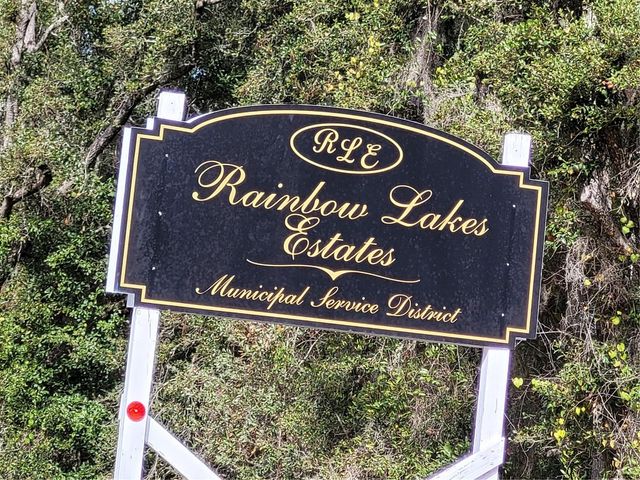 RLE
Rainbow Lakes
Estates
Municipal Service District